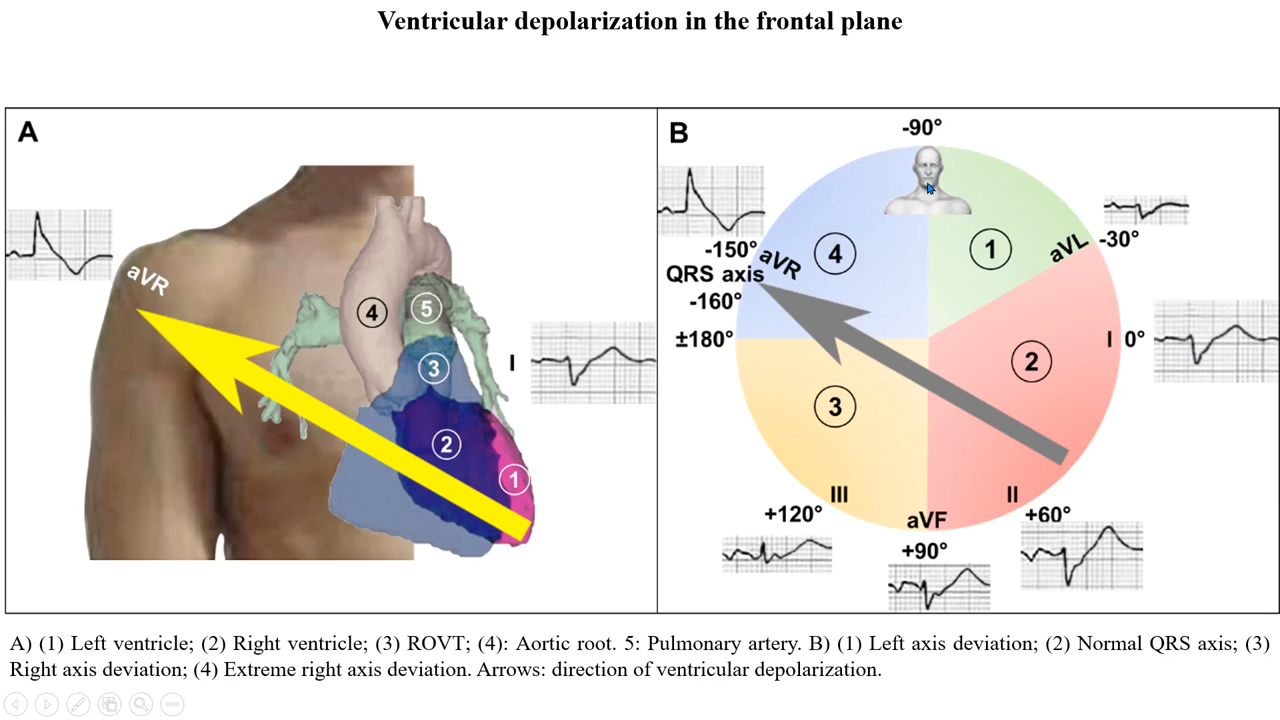 Ventricular depolarization in the frontal plane
A
aVR
4
5
3
2
1
I
B
-90°
-150°
aVR
QRS axis
-160°
±180°
4
1
aVL
-30°
2
I 0°
3
III
+120°
aVF
+90°
II
+60°
A) (1) Left ventricle; (2) Right ventricle; (3) ROVT; (4): Aortic root. 5: Pulmonary artery. B) (1) Left axis deviation; (2) Normal QRS axis; (3)
Right axis deviation; (4) Extreme right axis deviation. Arrows: direction of ventricular depolarization.